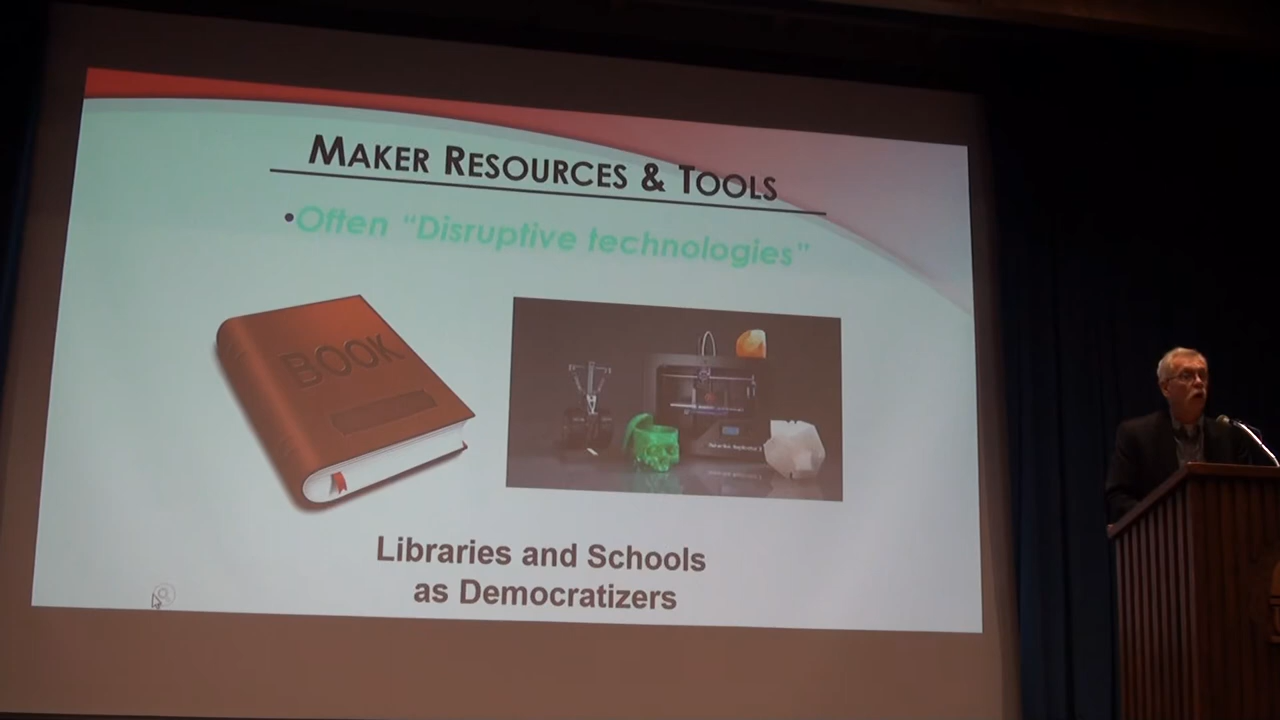 MAKER RESOURCES & TOOLS
•Often “Disruptive technologies”
BOOK
Libraries and Schools
as Democratizers